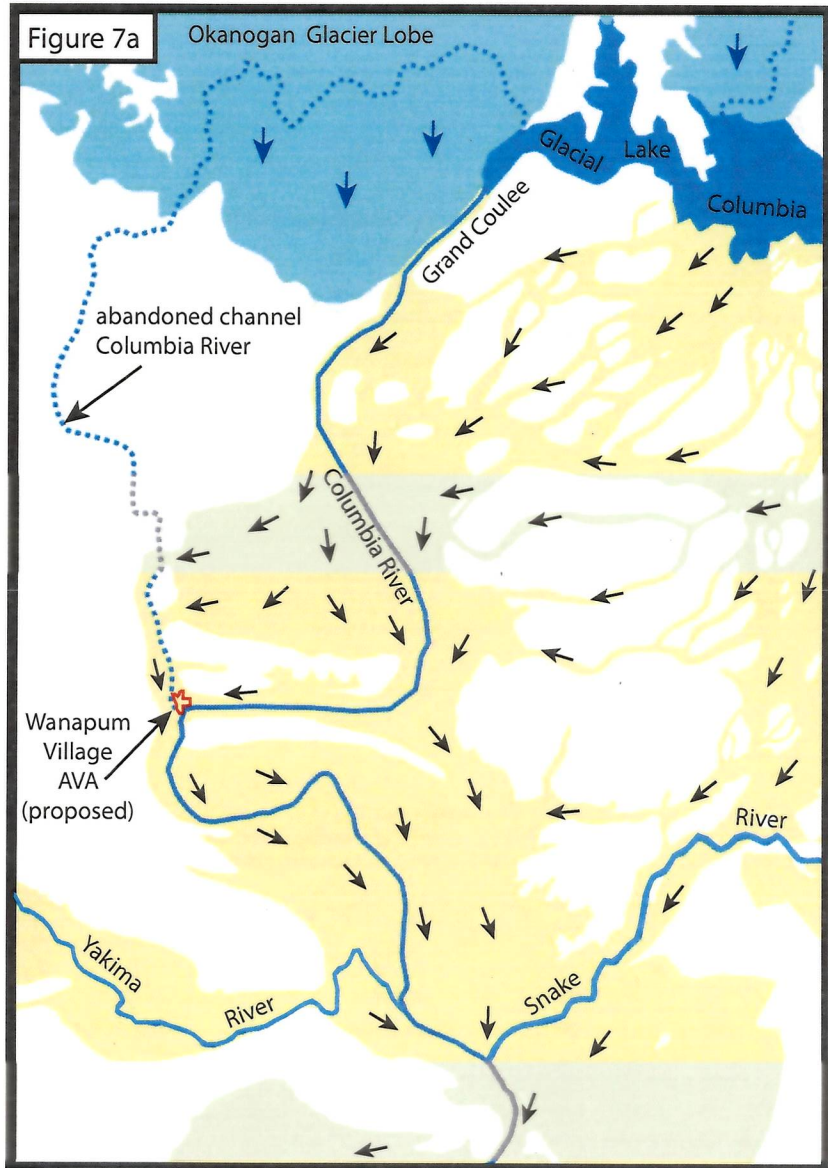 Figure 7a
Okanogan Glacier Lobe
Glacial
Lake
Columbia
Grand Coulee
abandoned channel
Columbia River
Columbia River
Wanapum
Village
AVA
(proposed)
River
Yakima
River
Snake